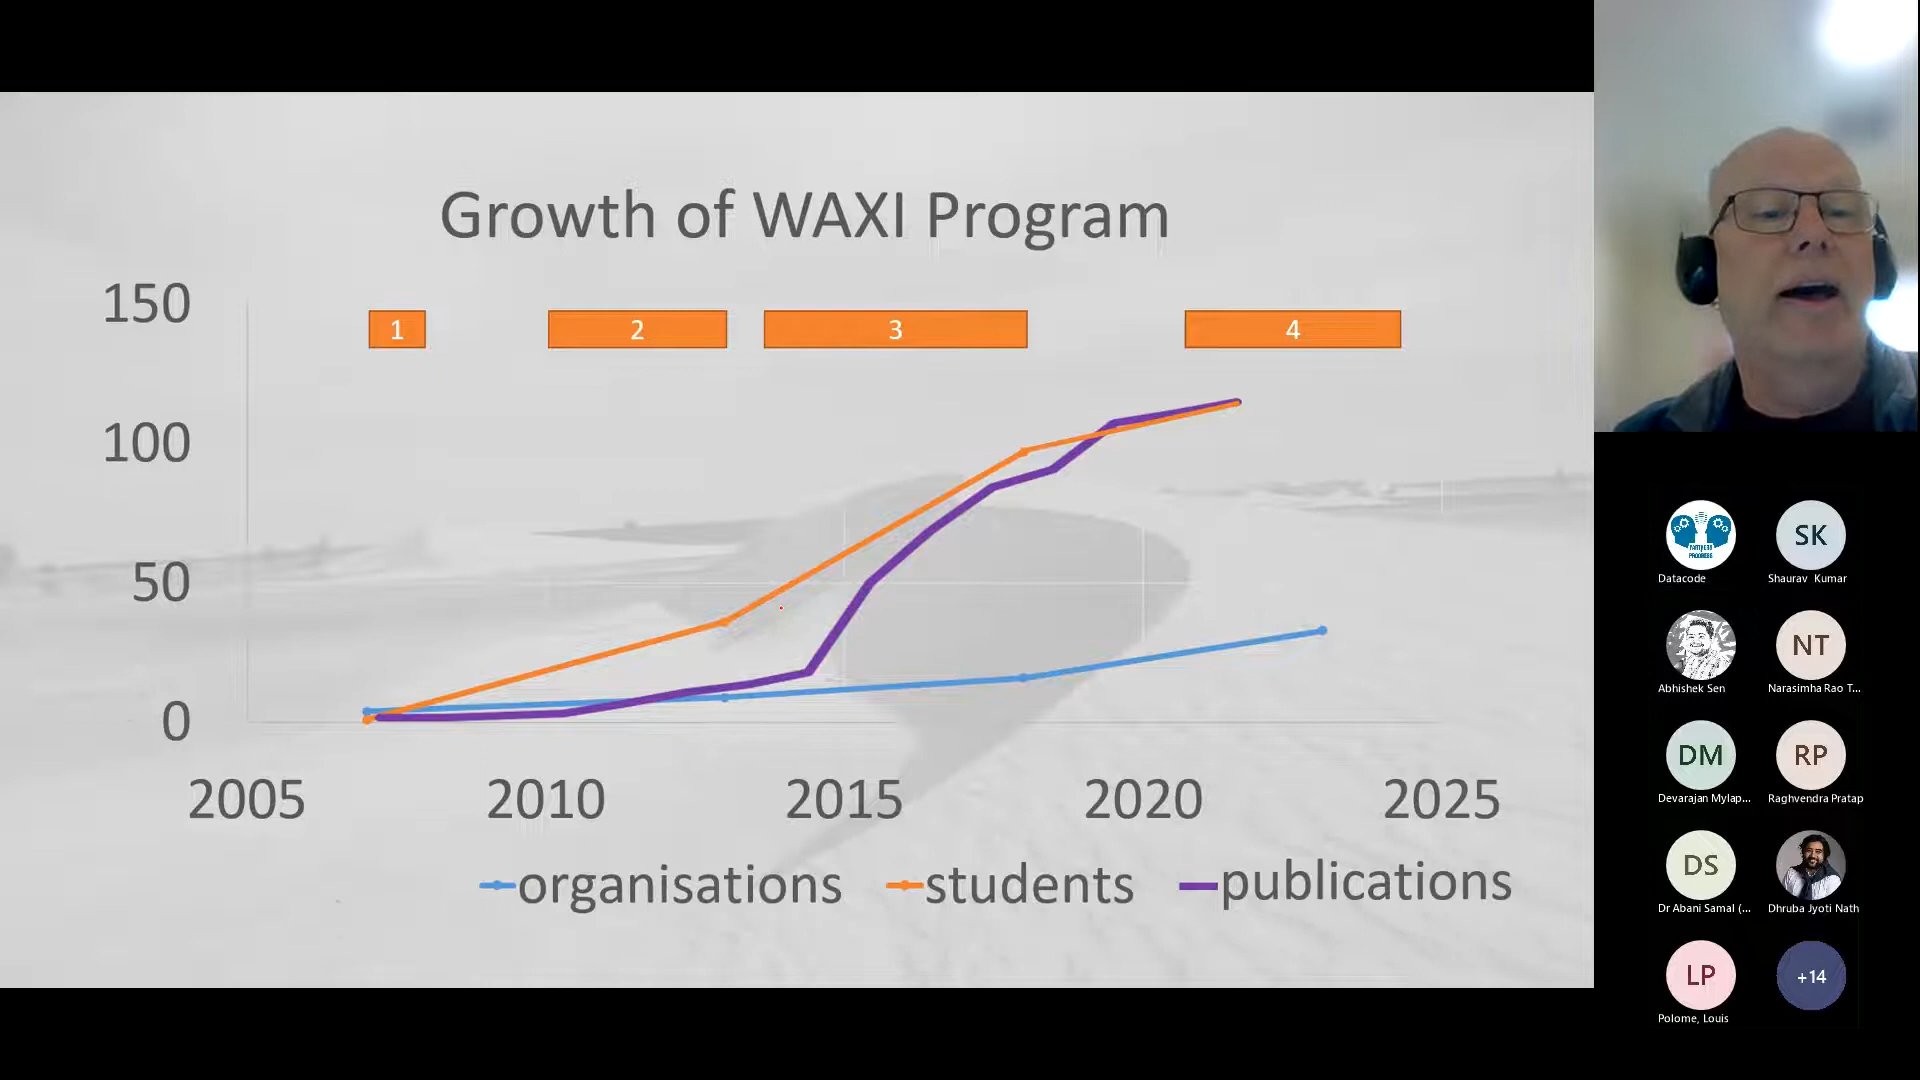 Growth of WAXI Program
150
1
2
3
4
100
50
0
2005
2010
2015
2020
2025
organisations
students
publications
Datacode
SK
Shaurav Kumar
Abhishek Sen
NT
Narasimha Rao T...
DM
Devarajan Mylap...
RP
Raghvendra Pratap
DS
Dr Abani Samal (...
Dhruba Jyoti Nath
LP
Polome, Louis
+14